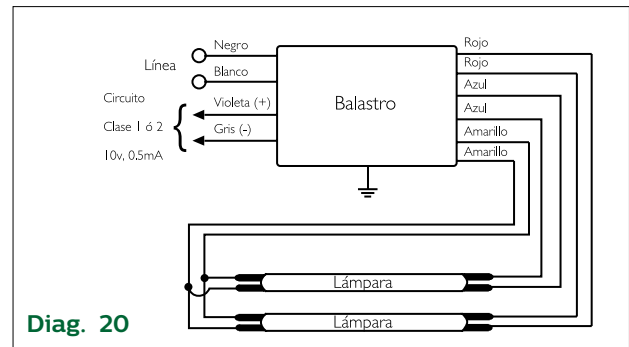 Línea
Negro
Blanco
Circuito
Clase 1 ó 2
10v, 0.5mA
Violeta (+)
Gris (-)
Balastro
Rojo
Rojo
Azul
Azul
Amarillo
Amarillo
Lámpara
Lámpara
Diag. 20